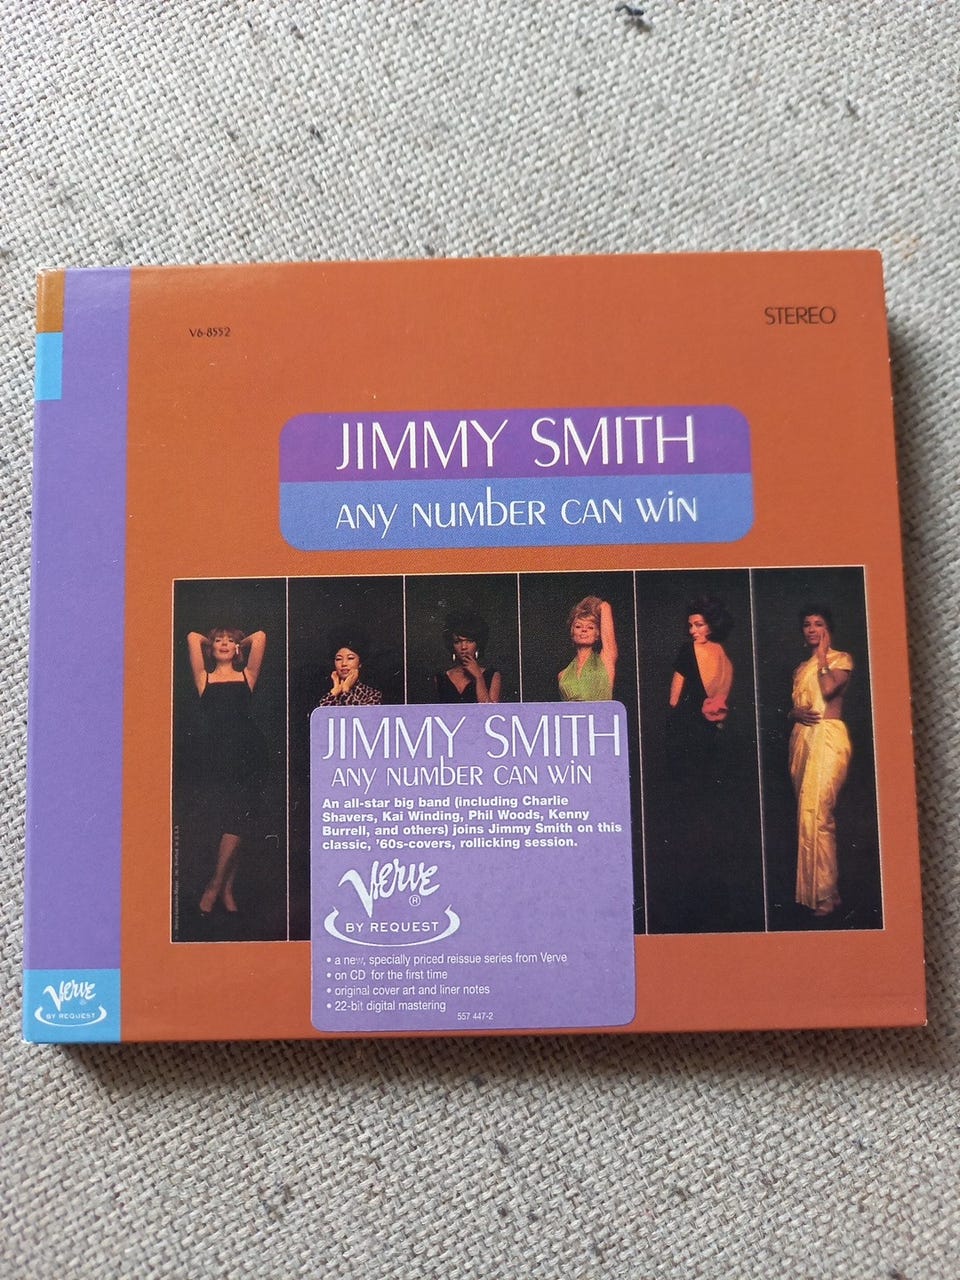 V6-8552
STEREO
JIMMY SMITH
ANY NUMbER CAN WiN
JIMMY SMITH
ANY NUMbER CAN WiN
An all-star big band (including Charlie
Shavers, Kai Winding, Phil Woods, Kenny
Burrell, and others) joins Jimmy Smith on this
classic, '60s-covers, rollicking session.
Verve
®
BY REQUEST
• a new, specially priced reissue series from Verve
• on CD for the first time
• original cover art and liner notes
• 22-bit digital mastering
557 447-2
Verve
BY REQUEST